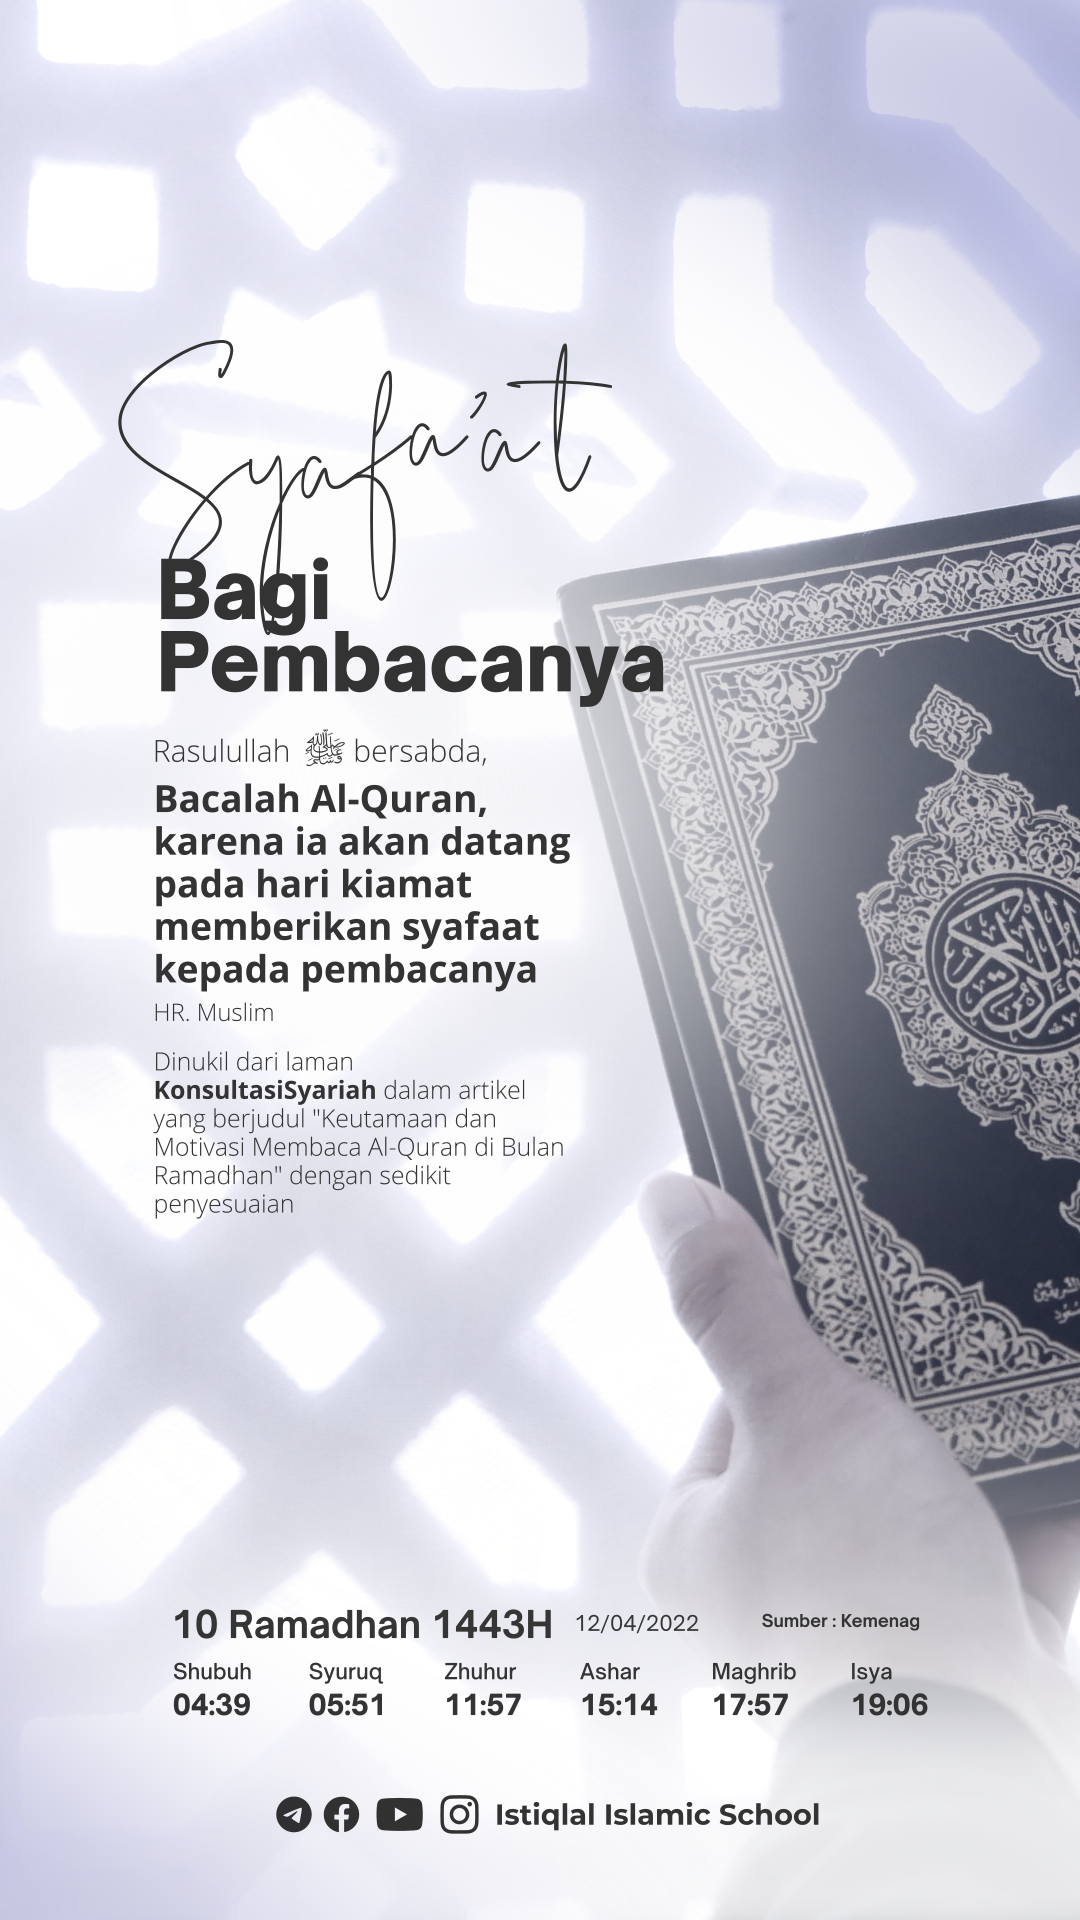 Syafa'at
Bagi
Pembacanya
Rasulullah ﷺ bersabda,
Bacalah Al-Quran,
karena ia akan datang
pada hari kiamat
memberikan syafaat
kepada pembacanya
HR. Muslim
Dinukil dari laman
KonsultasiSyariah dalam artikel
yang berjudul "Keutamaan dan
Motivasi Membaca Al-Quran di Bulan
Ramadhan" dengan sedikit
penyesuaian
10 Ramadhan 1443H 12/04/2022 Sumber : Kemenag
Shubuh Syuruq Zhuhur Ashar Maghrib Isya
04:39 05:51 11:57 15:14 17:57 19:06
Istiqlal Islamic School